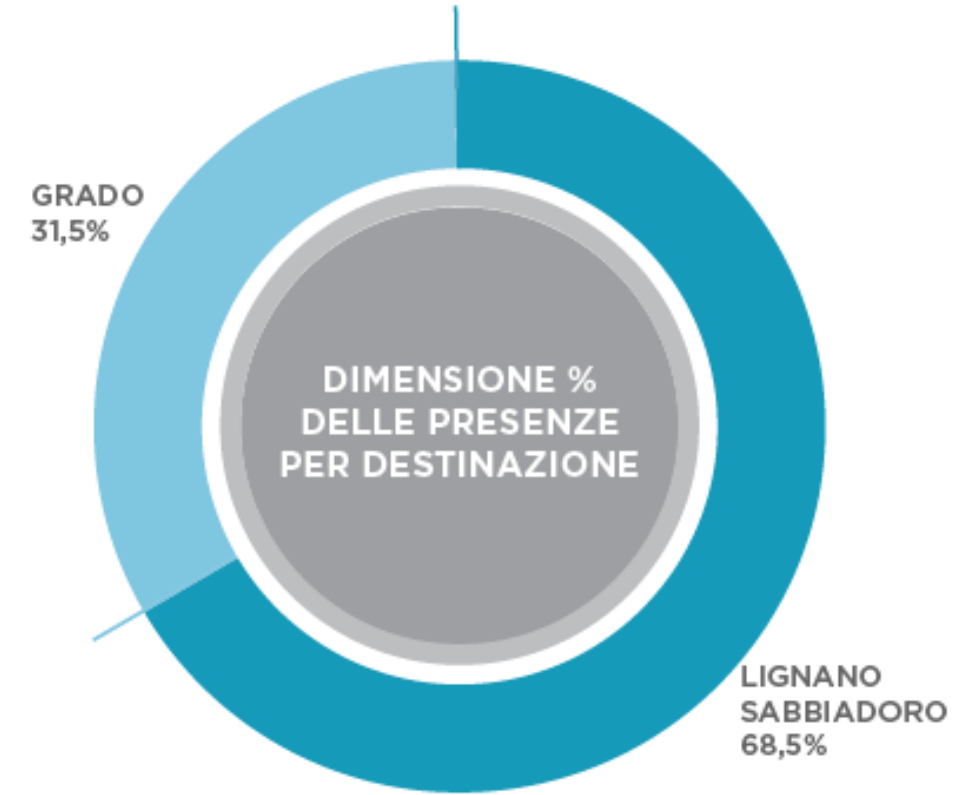 GRADO
31,5%
DIMENSIONE %
DELLE PRESENZE
PER DESTINAZIONE
LIGNANO
SABBIADORO
68,5%